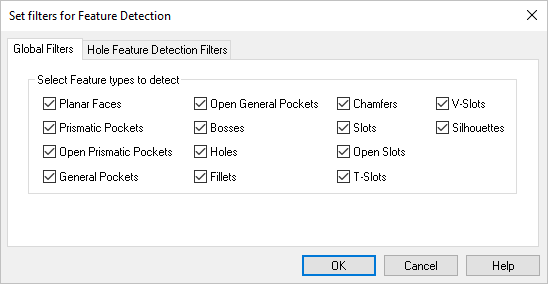 Set filters for Feature Detection
Global Filters Hole Feature Detection Filters
Select Feature types to detect
Planar Faces Open General Pockets Chamfers V-Slots
Prismatic Pockets Bosses Slots Silhouettes
Open Prismatic Pockets Holes Open Slots
General Pockets Fillets T-Slots
OK Cancel Help